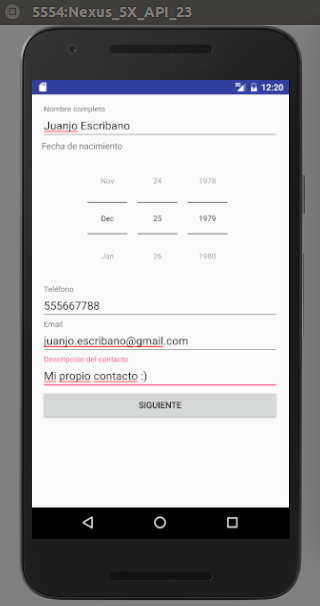 5554:Nexus_5X_API_23
12:20
Nombre completo
Juanjo Escribano
Fecha de nacimiento
Nov 24 1978
Dec 25 1979
Jan 26 1980
Teléfono
555667788
Email
juanjo.escribano@gmail.com
Descripción del contacto
Mi propio contacto :)
SIGUIENTE